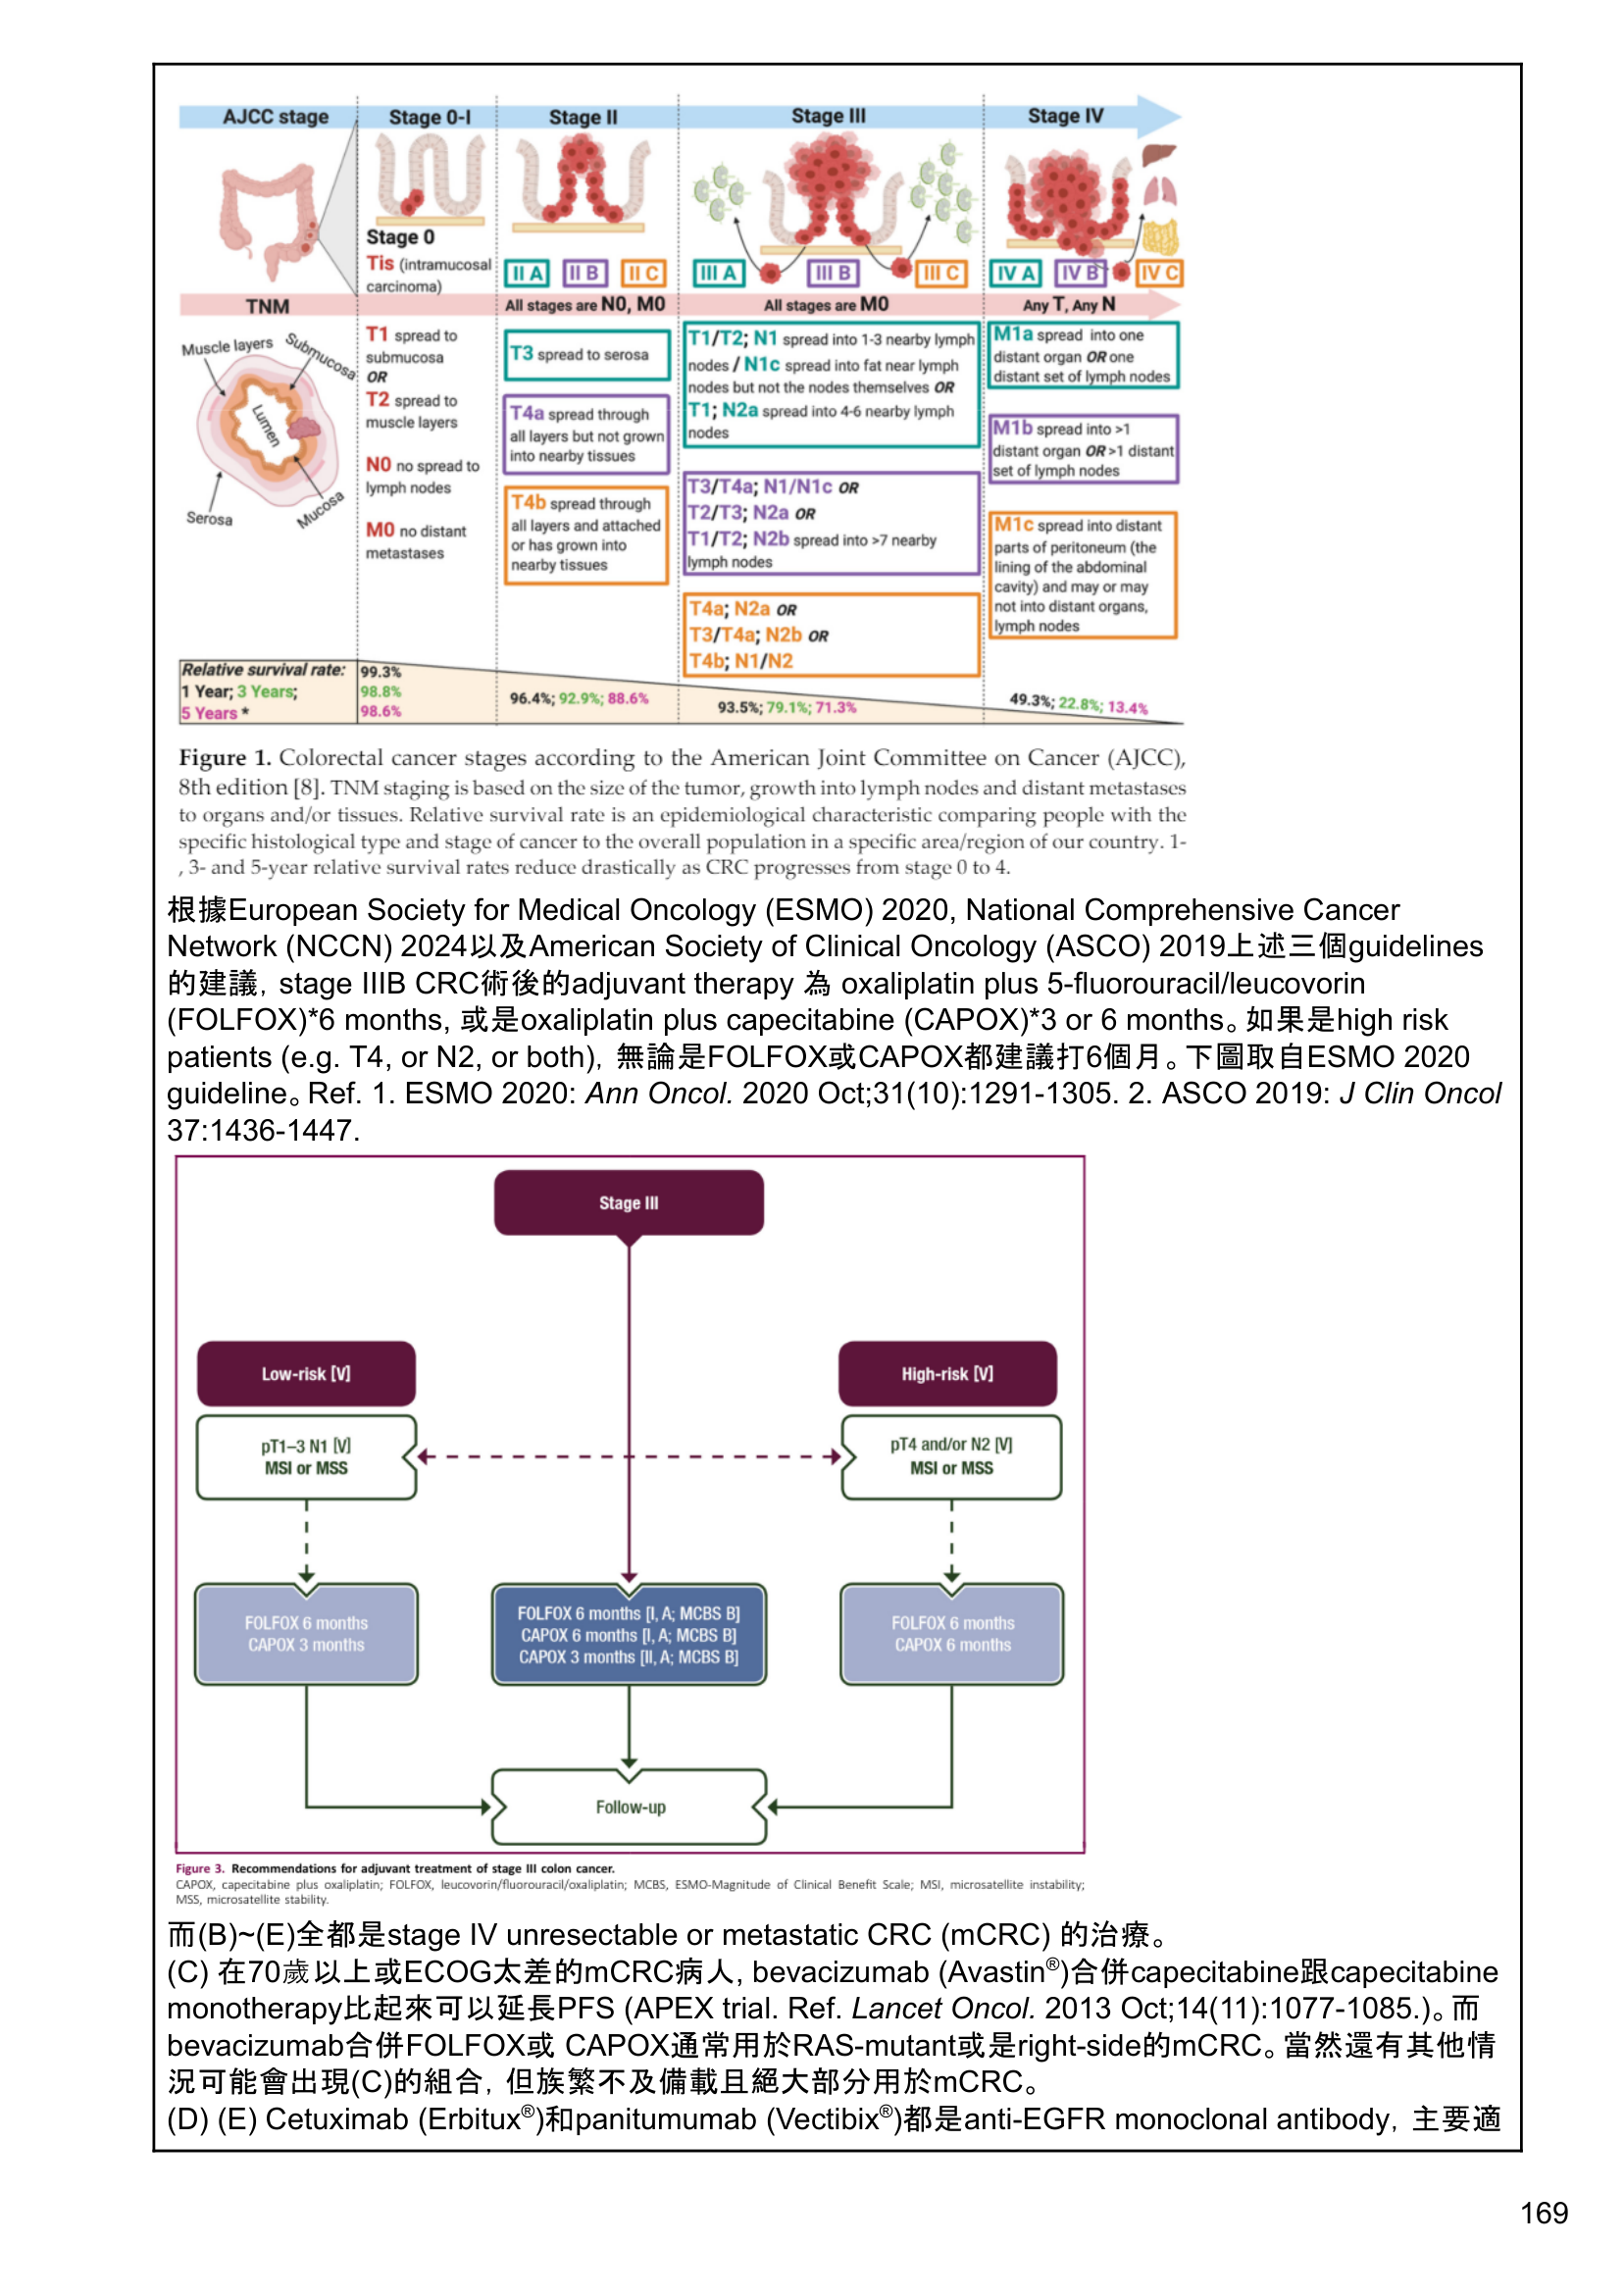 AJCC stage
Stage 0-I
Stage II
Stage III
Stage IV
Stage 0
Tis (intramucosal
carcinoma)
II A
II B
II C
III A
III B
III C
IV A
IV B
IV C
TNM
All stages are N0, M0
All stages are M0
Any T, Any N
Muscle layers
Submucosa
Lumen
Serosa
Mucosa
T1 spread to
submucosa
OR
T2 spread to
muscle layers
N0 no spread to
lymph nodes
M0 no distant
metastases
T3 spread to serosa
T4a spread through
all layers but not grown
into nearby tissues
T4b spread through
all layers and attached
or has grown into
nearby tissues
T1/T2; N1 spread into 1-3 nearby lymph
nodes / N1c spread into fat near lymph
nodes but not the nodes themselves OR
T1; N2a spread into 4-6 nearby lymph
nodes
T3/T4a; N1/N1c OR
T2/T3; N2a OR
T1/T2; N2b spread into >7 nearby
lymph nodes
T4a; N2a OR
T3/T4a; N2b OR
T4b; N1/N2
M1a spread into one
distant organ OR one
distant set of lymph nodes
M1b spread into >1
distant organ OR >1 distant
set of lymph nodes
M1c spread into distant
parts of peritoneum (the
lining of the abdominal
cavity) and may or may
not into distant organs,
lymph nodes
Relative survival rate:
1 Year; 3 Years;
5 Years *
99.3%
98.8%
98.6%
96.4%; 92.9%; 88.6%
93.5%; 79.1%; 71.3%
49.3%; 22.8%; 13.4%
Figure 1. Colorectal cancer stages according to the American Joint Committee on Cancer (AJCC),
8th edition [8]. TNM staging is based on the size of the tumor, growth into lymph nodes and distant metastases
to organs and/or tissues. Relative survival rate is an epidemiological characteristic comparing people with the
specific histological type and stage of cancer to the overall population in a specific area/region of our country. 1-
, 3- and 5-year relative survival rates reduce drastically as CRC progresses from stage 0 to 4.
根據European Society for Medical Oncology (ESMO) 2020, National Comprehensive Cancer
Network (NCCN) 2024以及American Society of Clinical Oncology (ASCO) 2019上述三個guidelines
的建議，stage IIIB CRC術後的adjuvant therapy 為 oxaliplatin plus 5-fluorouracil/leucovorin
(FOLFOX)*6 months, 或是oxaliplatin plus capecitabine (CAPOX)*3 or 6 months。如果是high risk
patients (e.g. T4, or N2, or both)，無論是FOLFOX或CAPOX都建議打6個月。下圖取自ESMO 2020
guideline。Ref. 1. ESMO 2020: Ann Oncol. 2020 Oct;31(10):1291-1305. 2. ASCO 2019: J Clin Oncol
37:1436-1447.
Stage III
Low-risk [V]
High-risk [V]
pT1–3 N1 [V]
MSI or MSS
pT4 and/or N2 [V]
MSI or MSS
FOLFOX 6 months
CAPOX 3 months
FOLFOX 6 months [I, A; MCBS B]
CAPOX 6 months [I, A; MCBS B]
CAPOX 3 months [II, A; MCBS B]
FOLFOX 6 months
CAPOX 6 months
Follow-up
Figure 3. Recommendations for adjuvant treatment of stage III colon cancer.
CAPOX, capecitabine plus oxaliplatin; FOLFOX, leucovorin/fluorouracil/oxaliplatin; MCBS, ESMO-Magnitude of Clinical Benefit Scale; MSI, microsatellite instability;
MSS, microsatellite stability.
而(B)~(E)全都是stage IV unresectable or metastatic CRC (mCRC) 的治療。
(C) 在70歲以上或ECOG太差的mCRC病人, bevacizumab (Avastin®)合併capecitabine跟capecitabine
monotherapy比起來可以延長PFS (APEX trial. Ref. Lancet Oncol. 2013 Oct;14(11):1077-1085.)。而
bevacizumab合併FOLFOX或 CAPOX通常用於RAS-mutant或是right-side的mCRC。當然還有其他情
況可能會出現(C)的組合，但族繁不及備載且絕大部分用於mCRC。
(D) (E) Cetuximab (Erbitux®)和panitumumab (Vectibix®)都是anti-EGFR monoclonal antibody，主要適
169